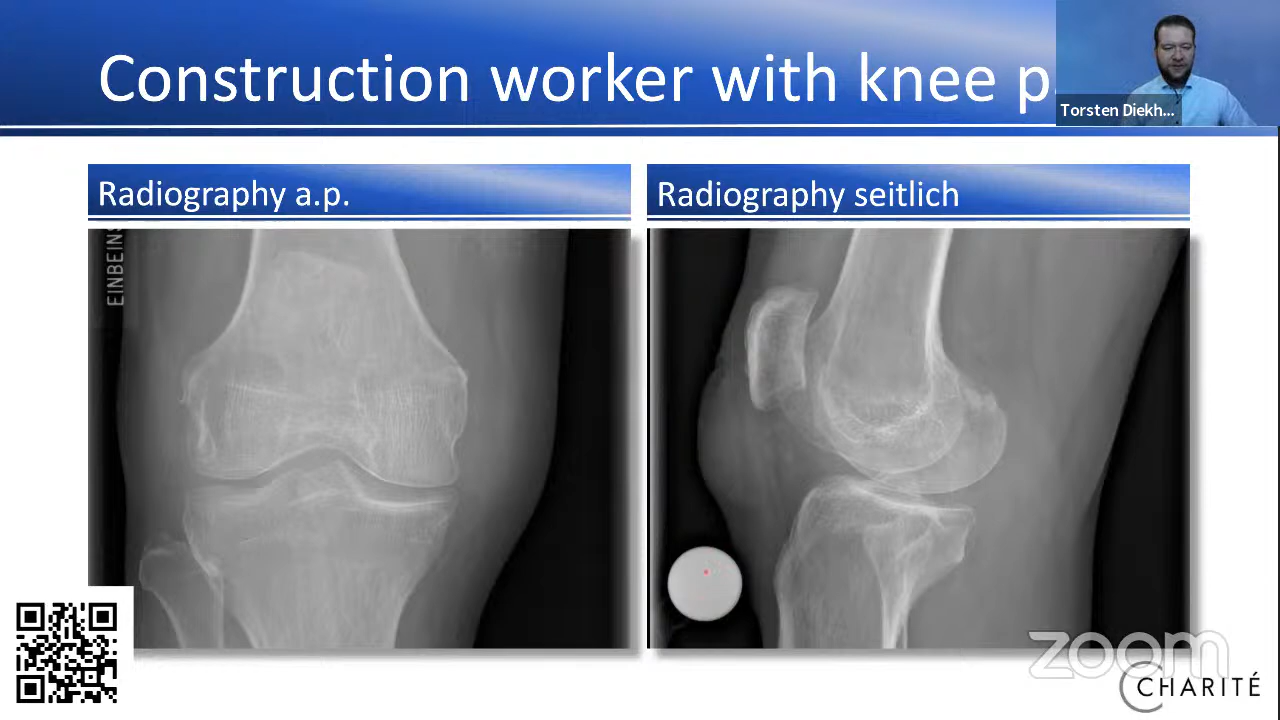 Construction worker with knee p
Torsten Diekh...
Radiography a.p.
Radiography seitlich
EINBEINS
zoom
CHARITÉ